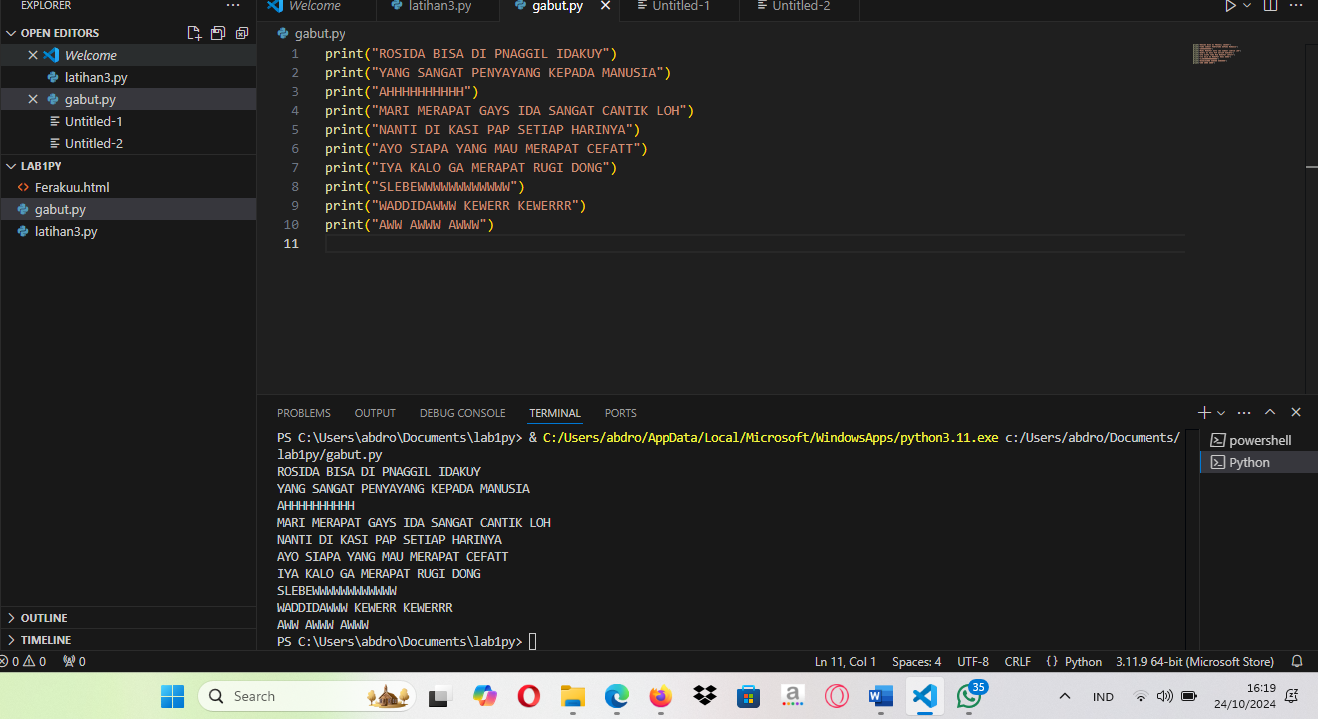 EXPLORER ···
OPEN EDITORS
Welcome
latihan3.py
gabut.py
Untitled-1
Untitled-2
LAB1PY
Ferakuu.html
gabut.py
latihan3.py
OUTLINE
TIMELINE
Welcome latihan3.py gabut.py Untitled-1 Untitled-2
gabut.py
1 print("ROSIDA BISA DI PNAGGIL IDAKUY")
2 print("YANG SANGAT PENYAYANG KEPADA MANUSIA")
3 print("AHHHHHHHHHH")
4 print("MARI MERAPAT GAYS IDA SANGAT CANTIK LOH")
5 print("NANTI DI KASI PAP SETIAP HARINYA")
6 print("AYO SIAPA YANG MAU MERAPAT CEFATT")
7 print("IYA KALO GA MERAPAT RUGI DONG")
8 print("SLEBEWWWWWWWWWWWW")
9 print("WADDIDAWWW KEWERR KEWERRR")
10 print("AWW AWWW AWWW")
11
PROBLEMS OUTPUT DEBUG CONSOLE TERMINAL PORTS
PS C:\Users\abdro\Documents\lab1py> & C:/Users/abdro/AppData/Local/Microsoft/WindowsApps/python3.11.exe c:/Users/abdro/Documents/
lab1py/gabut.py
ROSIDA BISA DI PNAGGIL IDAKUY
YANG SANGAT PENYAYANG KEPADA MANUSIA
AHHHHHHHHHH
MARI MERAPAT GAYS IDA SANGAT CANTIK LOH
NANTI DI KASI PAP SETIAP HARINYA
AYO SIAPA YANG MAU MERAPAT CEFATT
IYA KALO GA MERAPAT RUGI DONG
SLEBEWWWWWWWWWWWW
WADDIDAWWW KEWERR KEWERRR
AWW AWWW AWWW
PS C:\Users\abdro\Documents\lab1py>
powershell
Python
0 0 0 Ln 11, Col 1 Spaces: 4 UTF-8 CRLF {} Python 3.11.9 64-bit (Microsoft Store)
Search 35 IND 16:19
24/10/2024